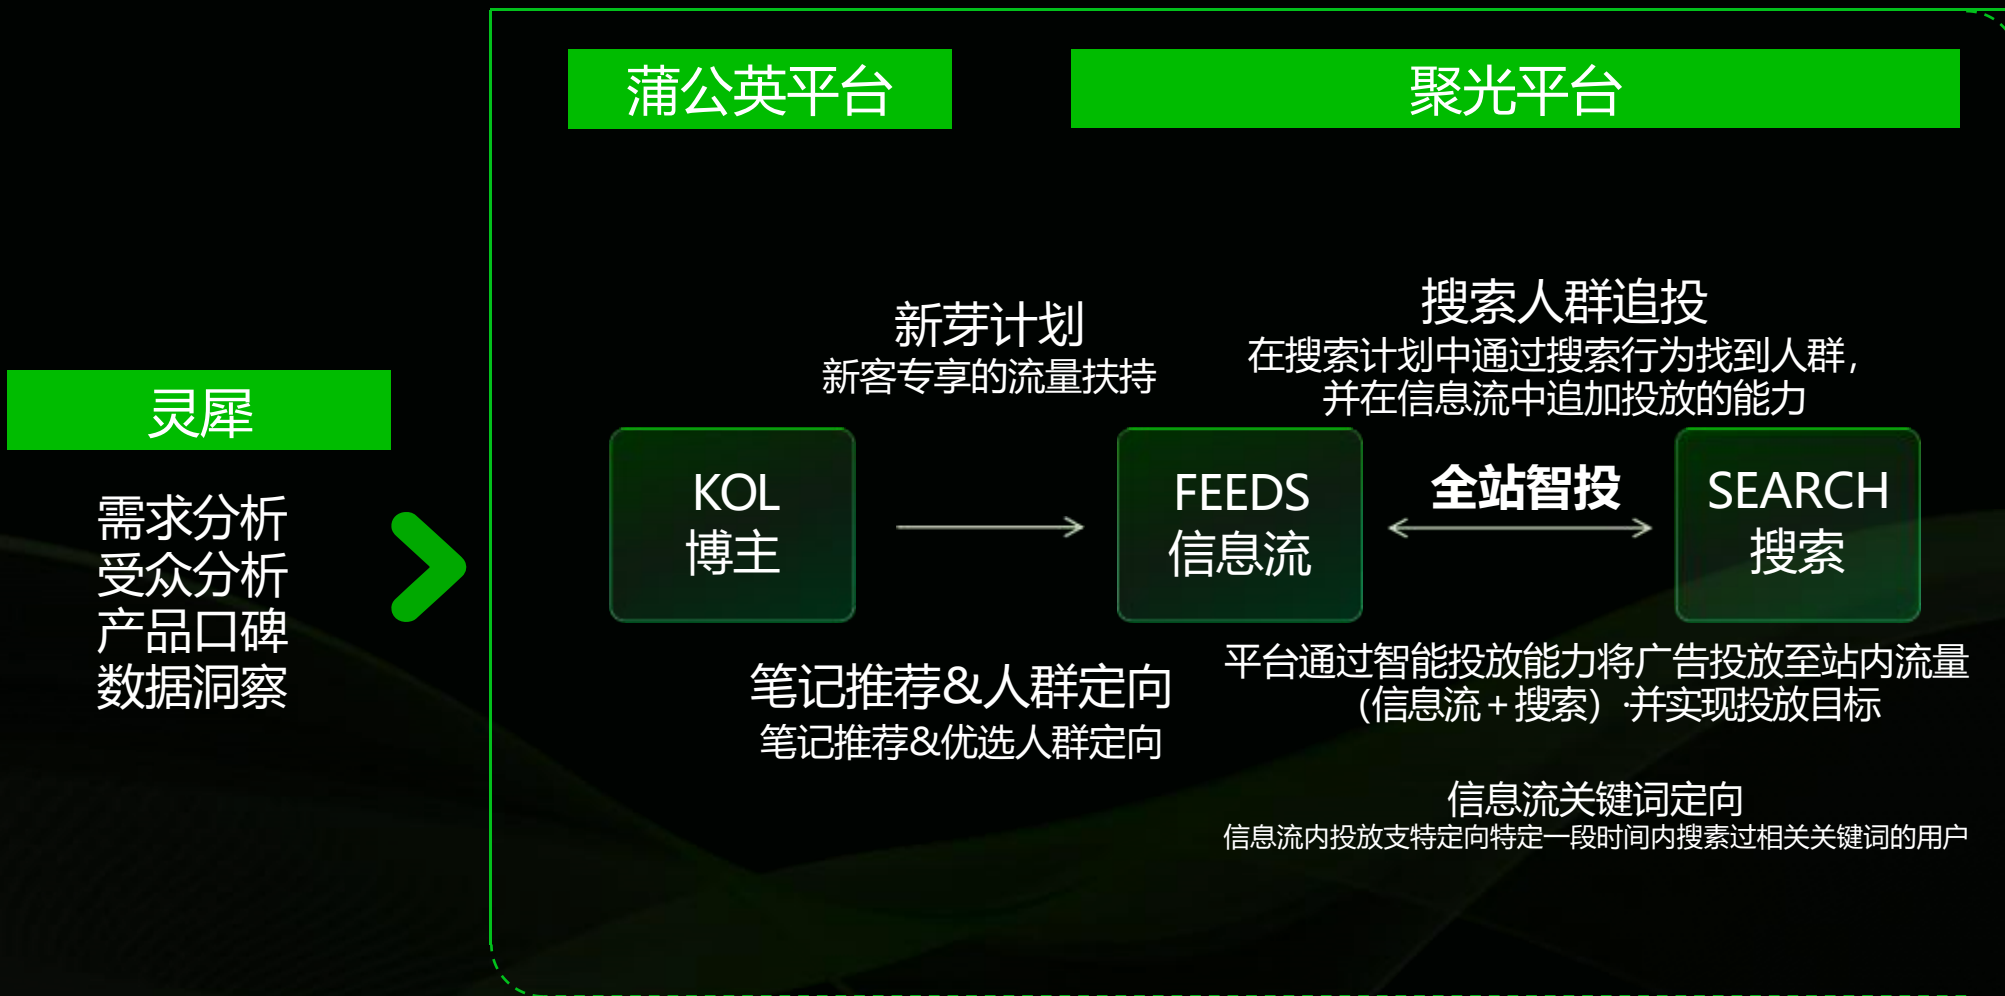 蒲公英平台
聚光平台
灵犀
需求分析
受众分析
产品口碑
数据洞察
新芽计划
新客专享的流量扶持
搜索人群追投
在搜索计划中通过搜索行为找到人群，
并在信息流中追加投放的能力
KOL
博主
FEEDS
信息流
全站智投
SEARCH
搜索
笔记推荐&人群定向
笔记推荐&优选人群定向
平台通过智能投放能力将广告投放至站内流量
（信息流+搜索）·并实现投放目标
信息流关键词定向
信息流内投放支特定向特定一段时间内搜素过相关关键词的用户